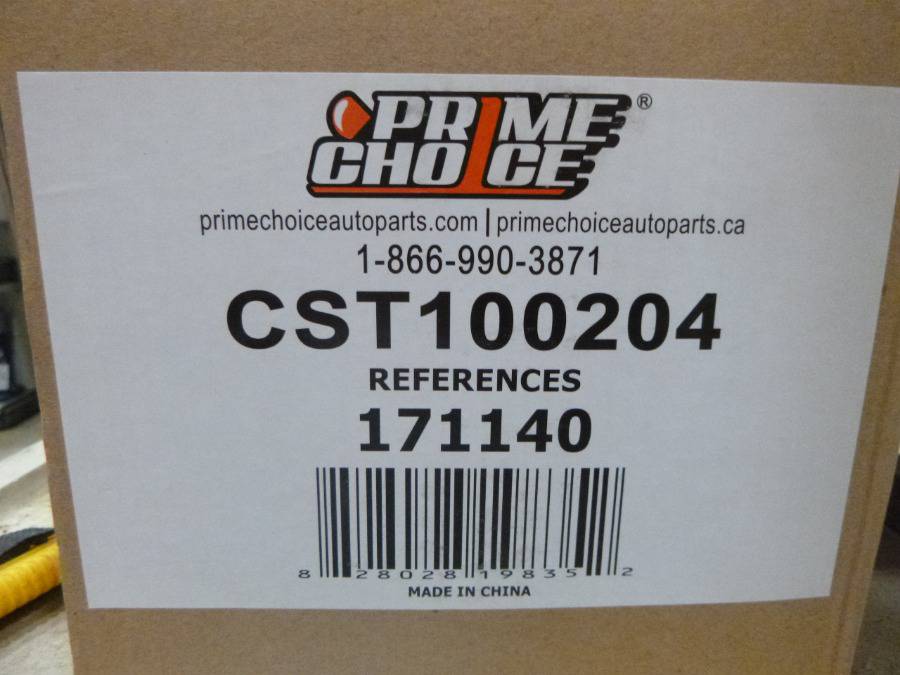 PRIME ®
CHOICE
primechoiceautoparts.com | primechoiceautoparts.ca
1-866-990-3871
CST100204
REFERENCES
171140
8 28028 19835 2
MADE IN CHINA